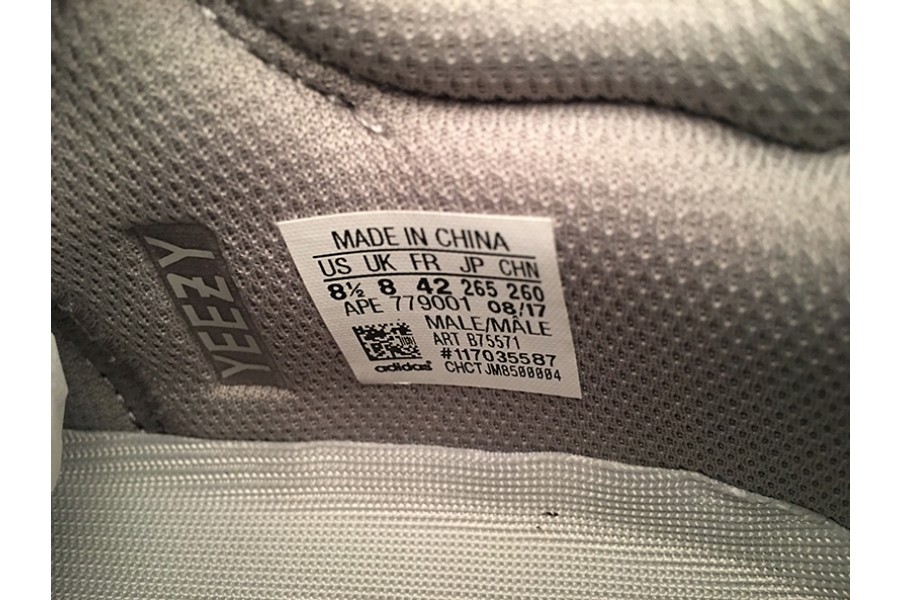 YEEZY
MADE IN CHINA
US UK FR JP CHN
8½ 8 42 265 260
APE 779001 08/17
MALE/MÂLE
ART B75571
#117035587
adidas CHCTJM8500004